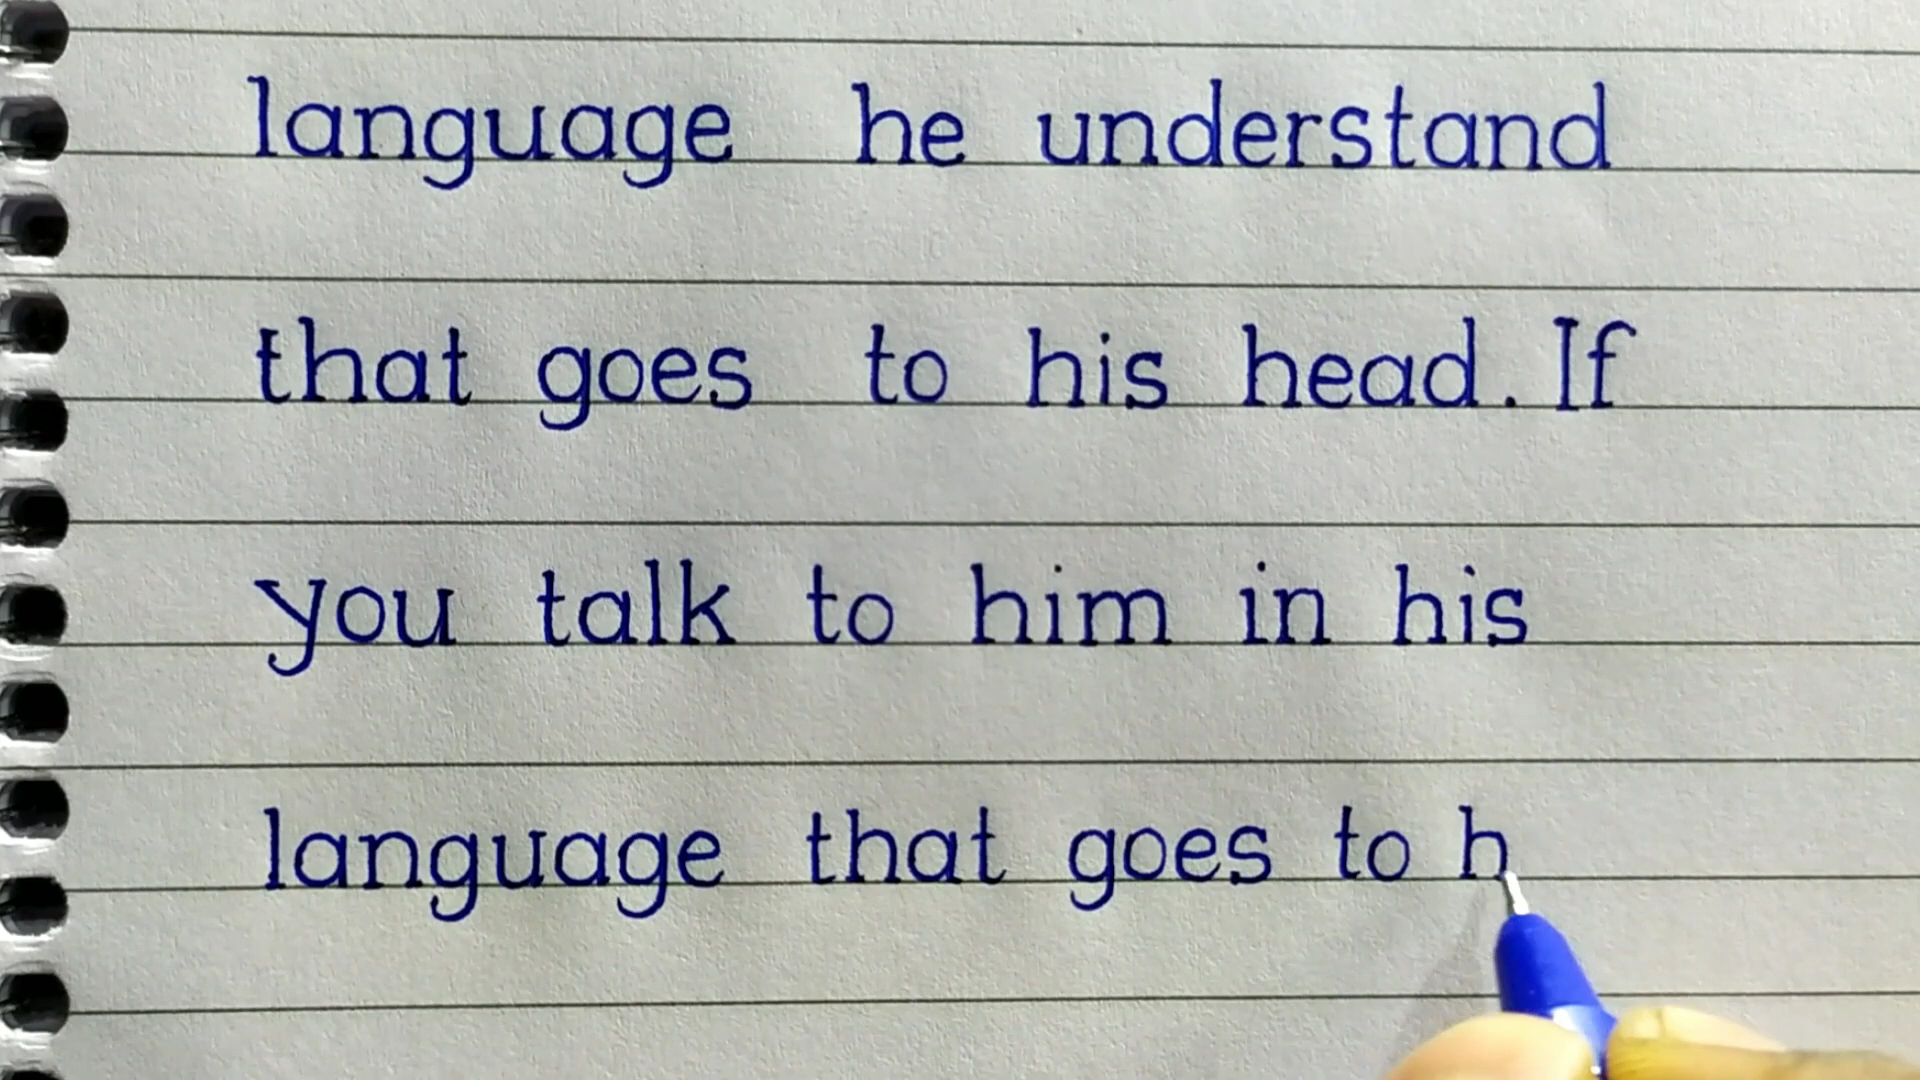 language he understand
that goes to his head. If
you talk to him in his
language that goes to h